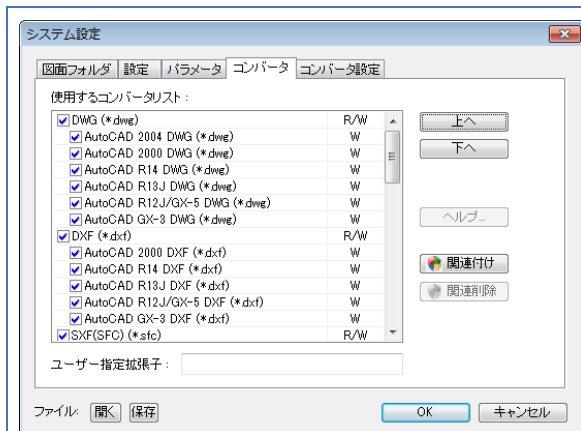 システム設定
図面フォルダ 設定 パラメータ コンバータ コンバータ設定
使用するコンバータリスト:
DWG (*.dwg) R/W
AutoCAD 2004 DWG (*.dwg) W
AutoCAD 2000 DWG (*.dwg) W
AutoCAD R14 DWG (*.dwg) W
AutoCAD R13J DWG (*.dwg) W
AutoCAD R12J/GX-5 DWG (*.dwg) W
AutoCAD GX-3 DWG (*.dwg) W
DXF (*.dxf) R/W
AutoCAD 2000 DXF (*.dxf) W
AutoCAD R14 DXF (*.dxf) W
AutoCAD R13J DXF (*.dxf) W
AutoCAD R12J/GX-5 DXF (*.dxf) W
AutoCAD GX-3 DXF (*.dxf) W
SXF(SFC) (*.sfc) R/W
上へ
下へ
ヘルプ...
関連付け
関連削除
ユーザー指定拡張子:
ファイル: 開く 保存
OK キャンセル